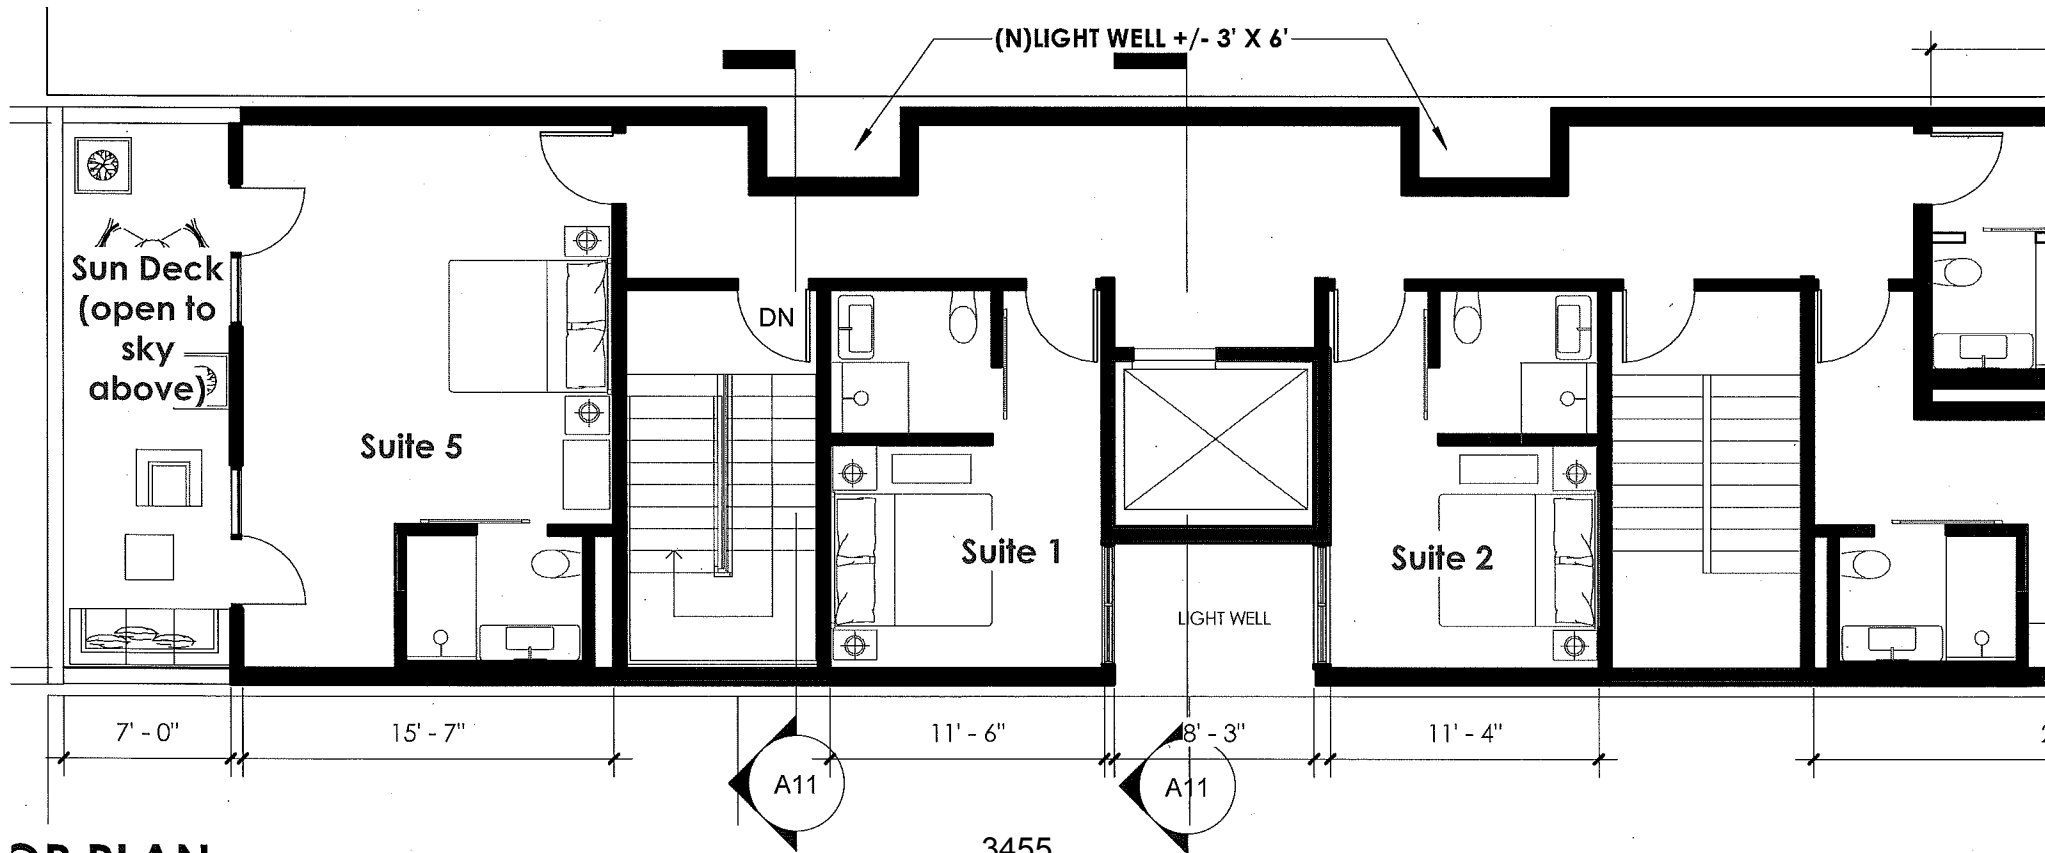 (N)LIGHT WELL +/- 3' X 6'
Sun Deck
(open to
sky
above)
DN
Suite 5
Suite 1
Suite 2
LIGHT WELL
7' - 0"
15' - 7"
11' - 6"
8' - 3"
11' - 4"
A11
A11
PLAN
3455